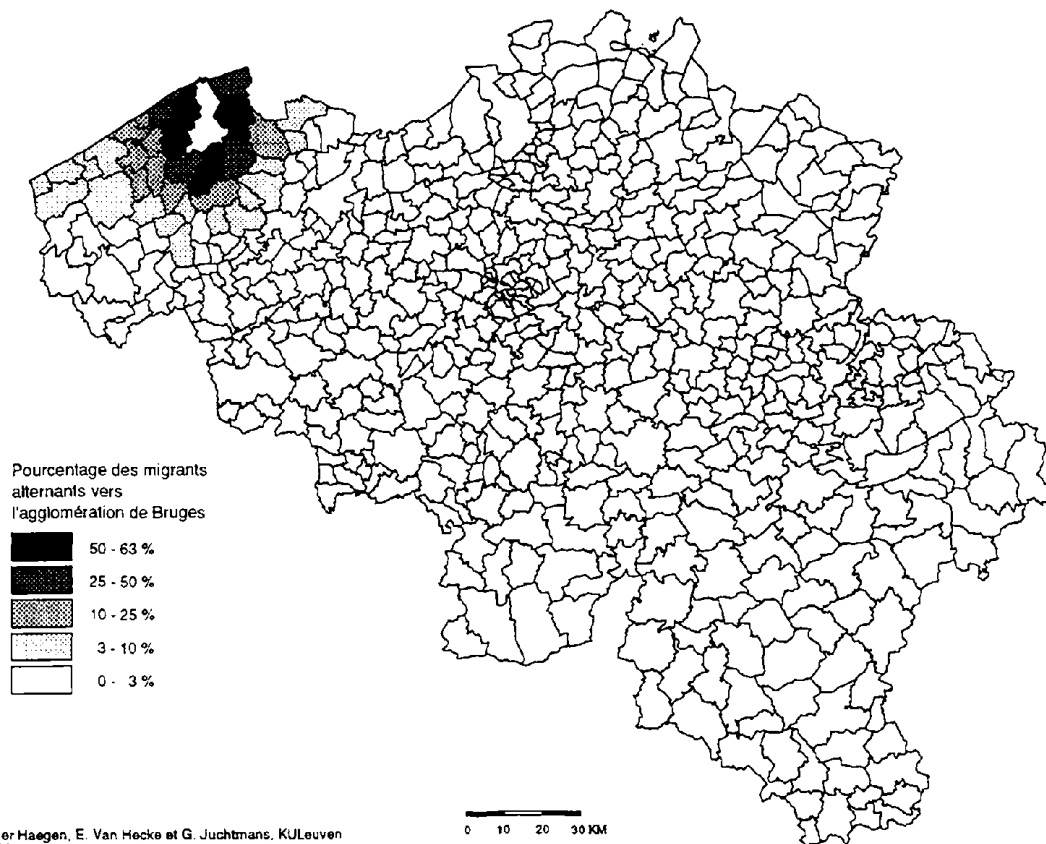 Pourcentage des migrants
alternants vers
l'agglomération de Bruges
50 - 63 %
25 - 50 %
10 - 25 %
3 - 10 %
0 - 3 %
0 10 20 30 KM
er Haegen, E. Van Hecke et G. Juchtmans, KULeuven